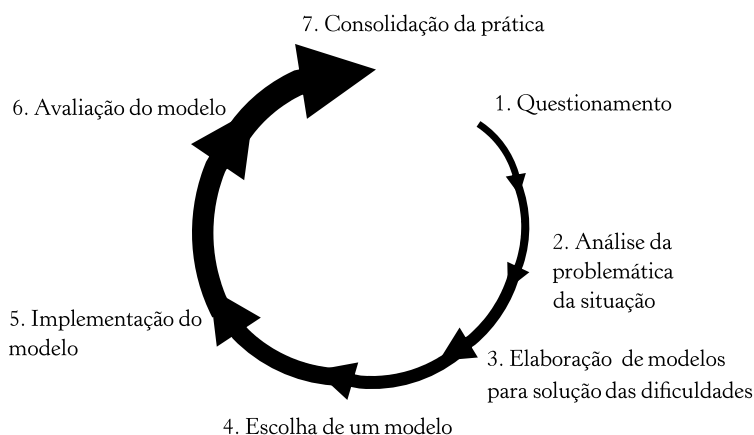 7. Consolidação da prática
6. Avaliação do modelo
1. Questionamento
2. Análise da
problemática
da situação
5. Implementação do
modelo
3. Elaboração de modelos
para solução das dificuldades
4. Escolha de um modelo